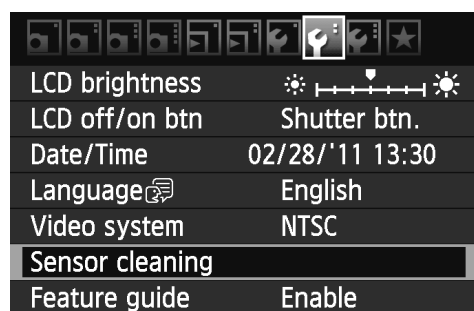 LCD brightness
LCD off/on btn Shutter btn.
Date/Time 02/28/'11 13:30
Language English
Video system NTSC
Sensor cleaning
Feature guide Enable